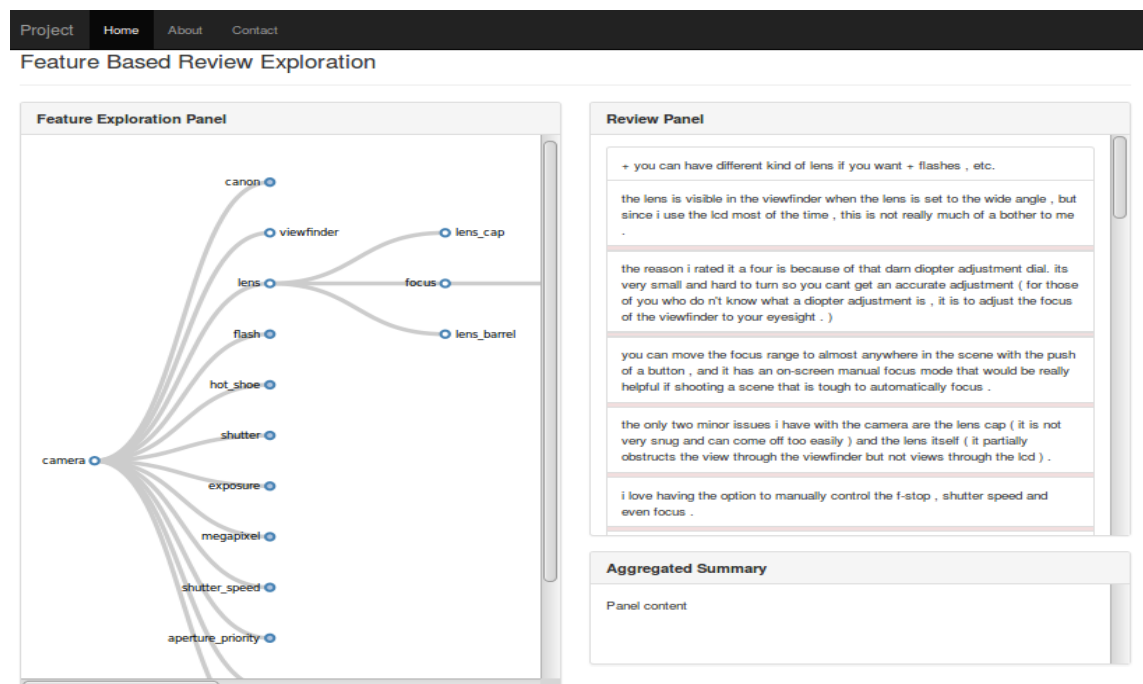 Project Home About Contact
Feature Based Review Exploration
Feature Exploration Panel
canon
viewfinder
lens_cap
lens
focus
flash
lens_barrel
hot_shoe
shutter
camera
exposure
megapixel
shutter_speed
aperture_priority
Review Panel
+ you can have different kind of lens if you want + flashes , etc.
the lens is visible in the viewfinder when the lens is set to the wide angle , but
since i use the lcd most of the time , this is not really much of a bother to me
.
the reason i rated it a four is because of that darn diopter adjustment dial. its
very small and hard to turn so you cant get an accurate adjustment ( for those
of you who do n't know what a diopter adjustment is , it is to adjust the focus
of the viewfinder to your eyesight . )
you can move the focus range to almost anywhere in the scene with the push
of a button , and it has an on-screen manual focus mode that would be really
helpful if shooting a scene that is tough to automatically focus .
the only two minor issues i have with the camera are the lens cap ( it is not
very snug and can come off too easily ) and the lens itself ( it partially
obstructs the view through the viewfinder but not views through the lcd ) .
i love having the option to manually control the f-stop , shutter speed and
even focus .
Aggregated Summary
Panel content